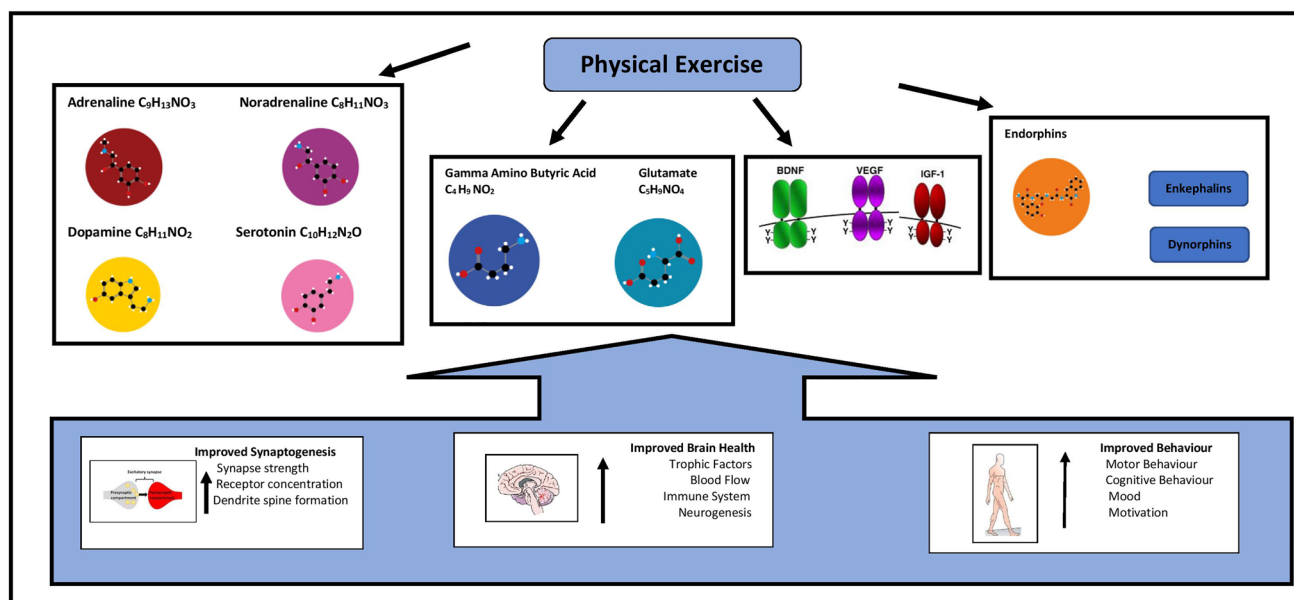 Physical Exercise
Adrenaline C₉H₁₃NO₃
Noradrenaline C₈H₁₁NO₃
Dopamine C₈H₁₁NO₂
Serotonin C₁₀H₁₂N₂O
Gamma Amino Butyric Acid
C₄ H₉ NO₂
Glutamate
C₅H₉NO₄
BDNF
VEGF
IGF-1
Y Y
Y Y
Y Y
Y Y
Y Y
Y Y
Endorphins
Enkephalins
Dynorphins
Improved Synaptogenesis
Synapse strength
Receptor concentration
Dendrite spine formation
Excitatory synapse
Presynaptic
compartment
Improved Brain Health
Trophic Factors
Blood Flow
Immune System
Neurogenesis
Improved Behaviour
Motor Behaviour
Cognitive Behaviour
Mood
Motivation